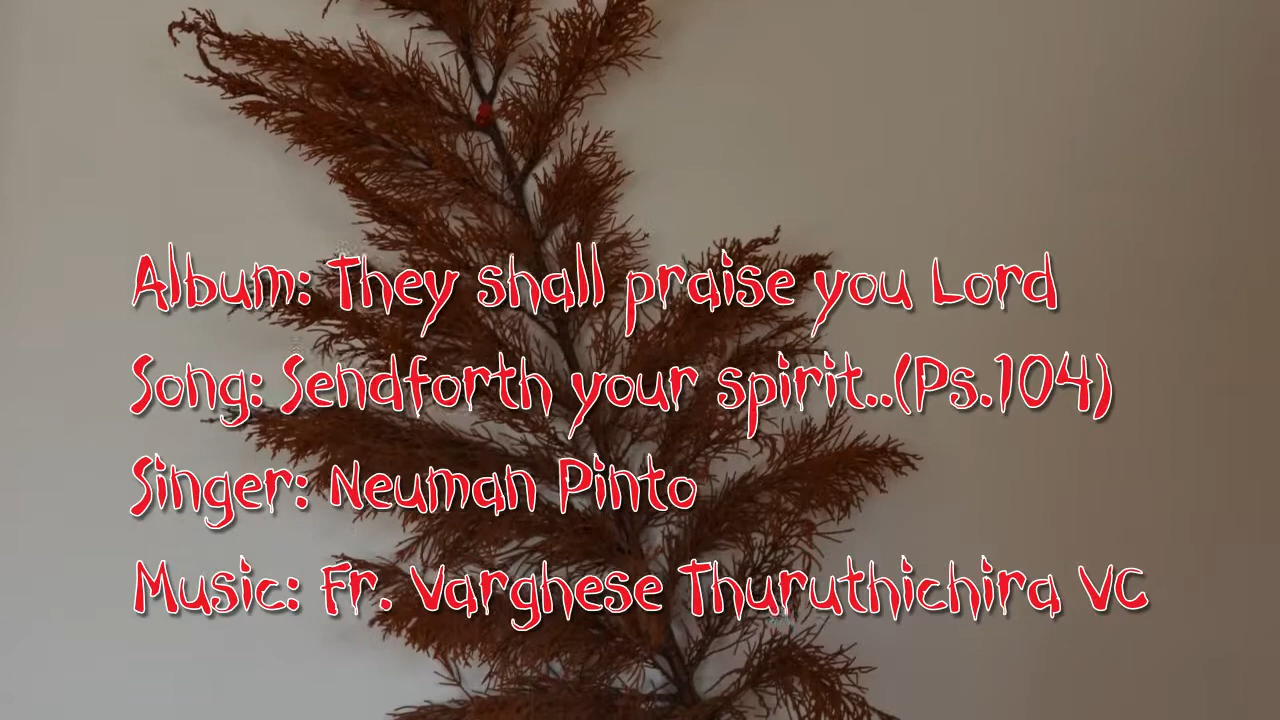 Album: They shall praise you Lord
Song: Sendforth your spirit..(Ps.104)
Singer: Neuman Pinto
Music: Fr. Varghese Thuruthichira VC